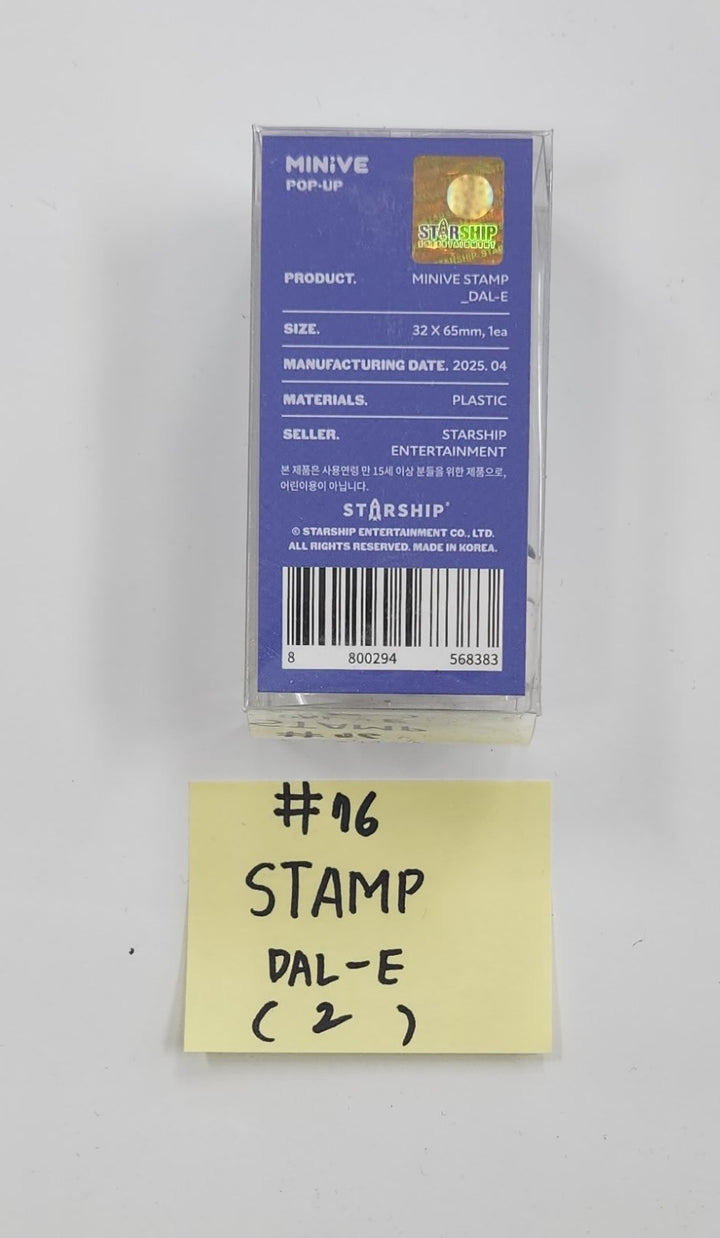 MINIVE
POP-UP
STARSHIP
ENTERTAINMENT
PRODUCT. MINIVE STAMP
_DAL-E
SIZE. 32 X 65mm, 1ea
MANUFACTURING DATE. 2025. 04
MATERIALS. PLASTIC
SELLER. STARSHIP
ENTERTAINMENT
본 제품은 사용연령 만 15세 이상 분들을 위한 제품으로,
어린이용이 아닙니다.
STARSHIP
© STARSHIP ENTERTAINMENT CO., LTD.
ALL RIGHTS RESERVED. MADE IN KOREA.
8 800294 568383
#76
STAMP
DAL-E
( 2 )